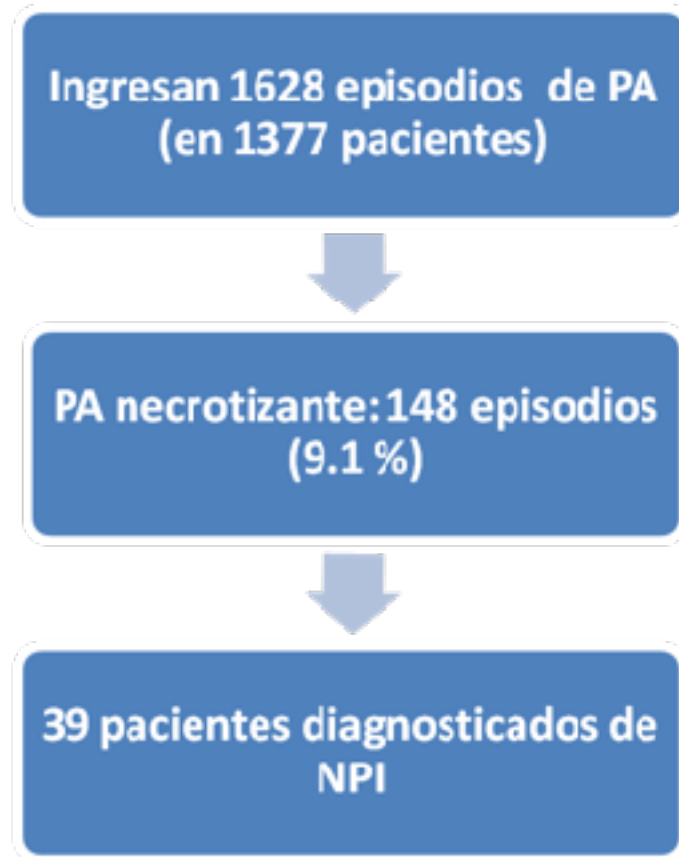 Ingresan 1628 episodios de PA
(en 1377 pacientes)
PA necrotizante: 148 episodios
(9.1 %)
39 pacientes diagnosticados de
NPI